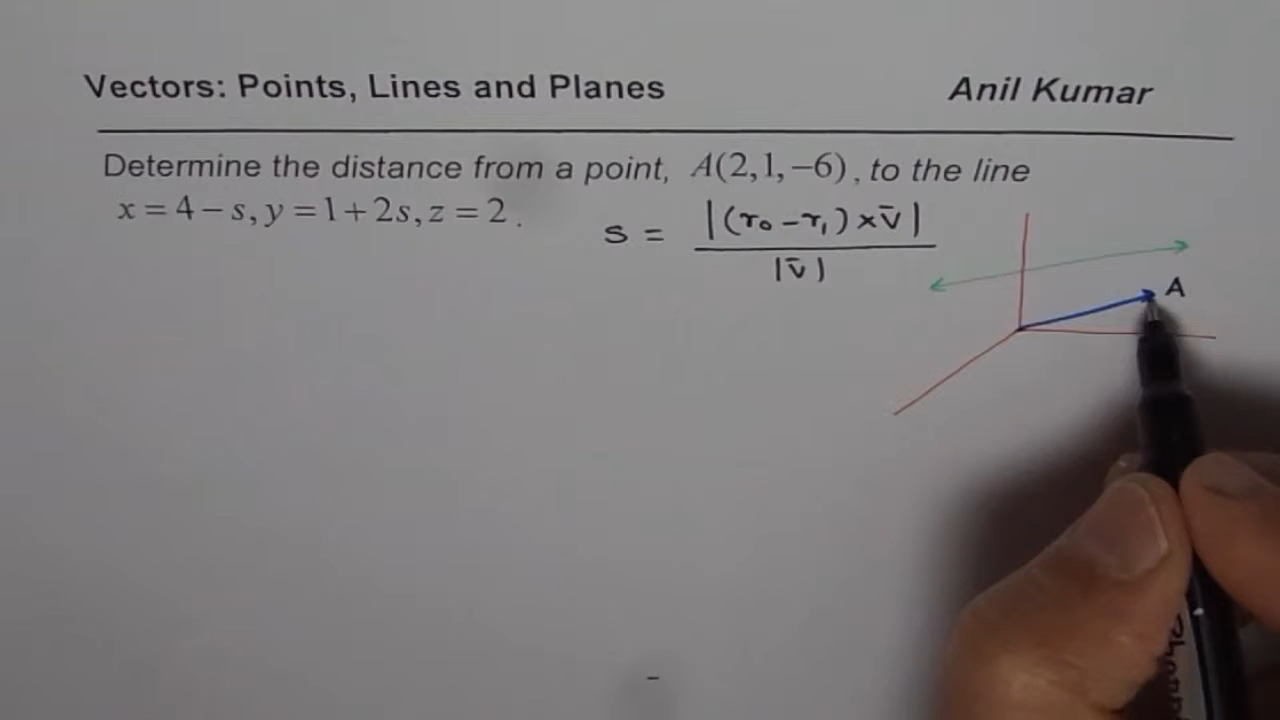 Vectors: Points, Lines and Planes Anil Kumar
Determine the distance from a point, A(2,1,−6), to the line
x = 4 − s, y = 1 + 2s, z = 2.
s = |(r₀ − r₁) × v̄| / |v̄|
A